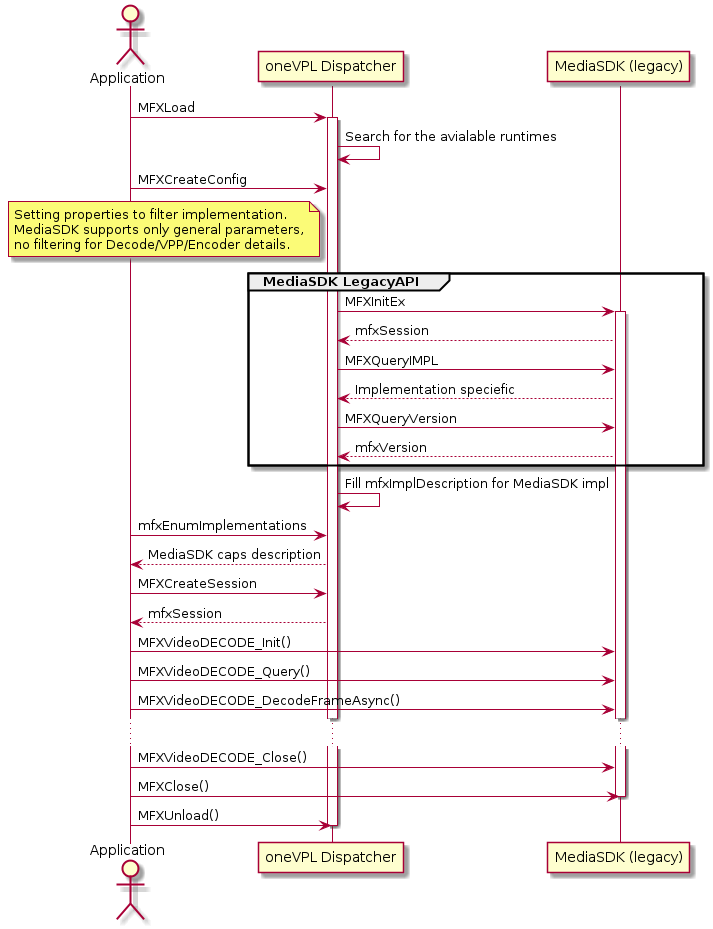 Application
oneVPL Dispatcher
MediaSDK (legacy)
MFXLoad
Search for the avialable runtimes
MFXCreateConfig
Setting properties to filter implementation.
MediaSDK supports only general parameters,
no filtering for Decode/VPP/Encoder details.
MediaSDK LegacyAPI
MFXInitEx
mfxSession
MFXQueryIMPL
Implementation speciefic
MFXQueryVersion
mfxVersion
Fill mfxImplDescription for MediaSDK impl
mfxEnumImplementations
MediaSDK caps description
MFXCreateSession
mfxSession
MFXVideoDECODE_Init()
MFXVideoDECODE_Query()
MFXVideoDECODE_DecodeFrameAsync()
MFXVideoDECODE_Close()
MFXClose()
MFXUnload()
Application
oneVPL Dispatcher
MediaSDK (legacy)